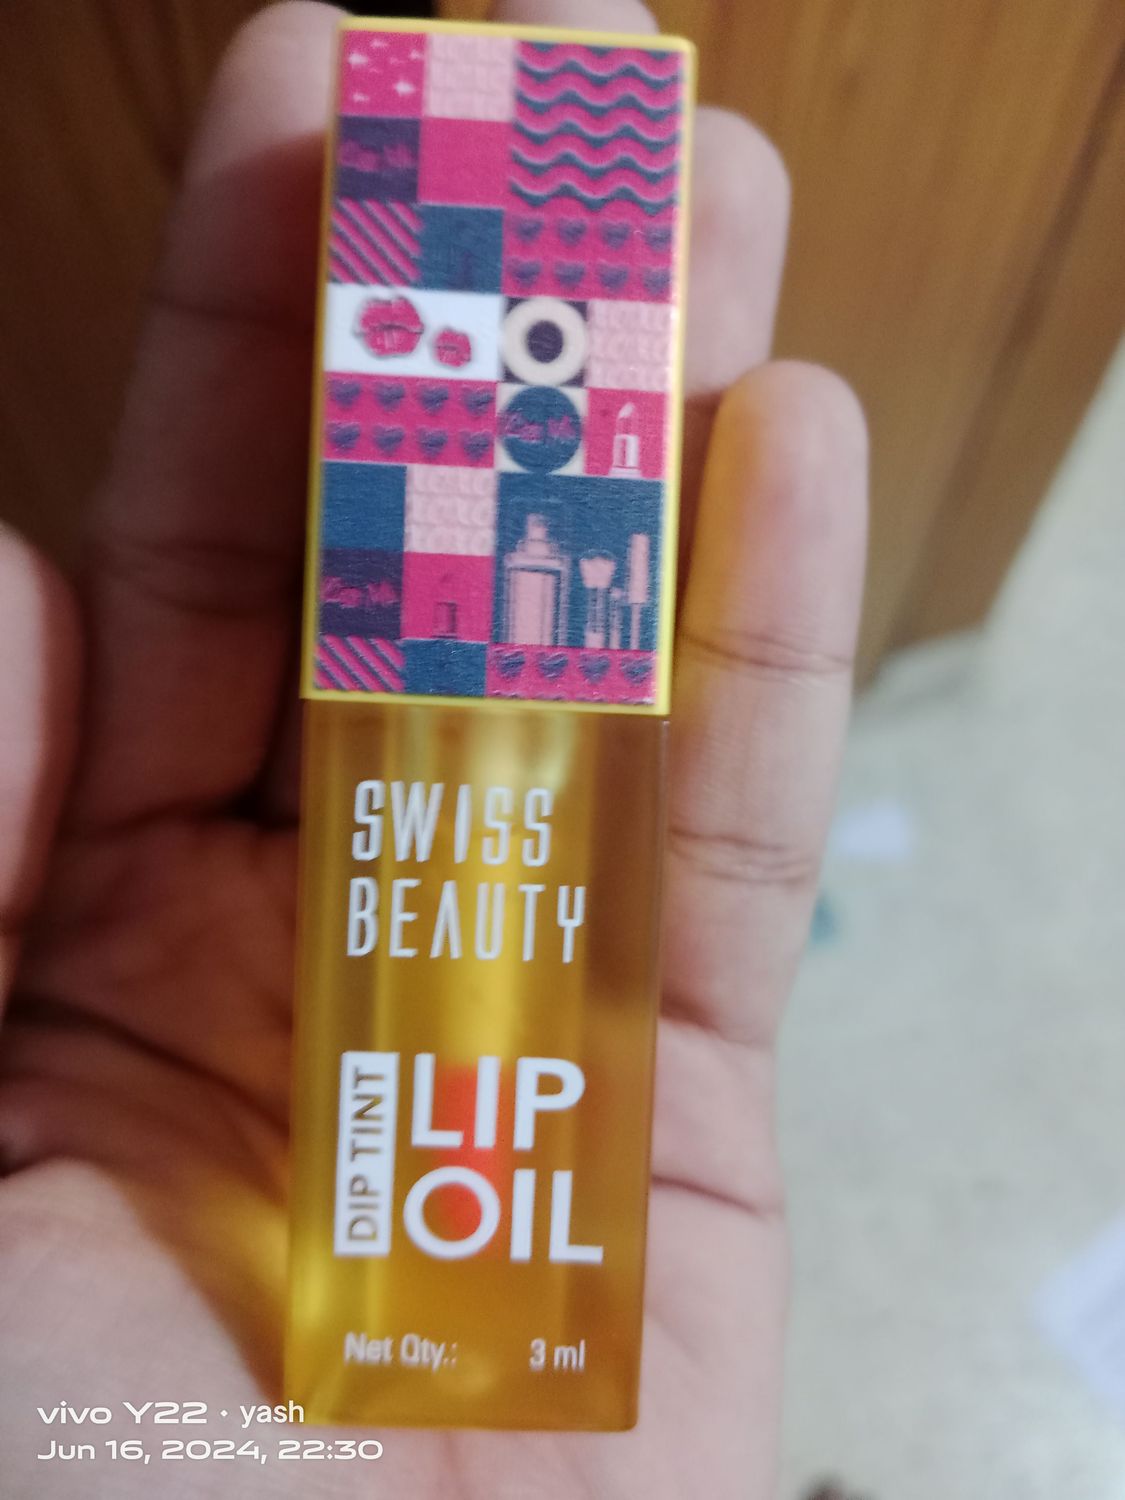 SWISS
BEAUTY
DIP TINT
LIP
OIL
Net Qty.: 3 ml
vivo Y22 · yash
Jun 16, 2024, 22:30